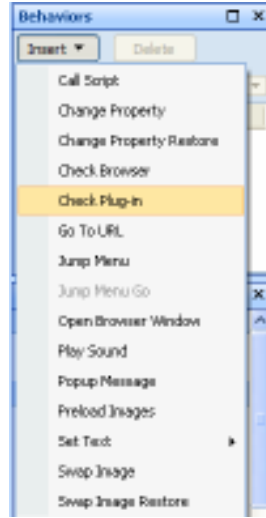 Behaviors
Insert
Delete
Call Script
Change Property
Change Property Restore
Check Browser
Check Plug-in
Go To URL
Jump Menu
Jump Menu Go
Open Browser Window
Play Sound
Popup Message
Preload Images
Set Text
Swap Image
Swap Image Restore